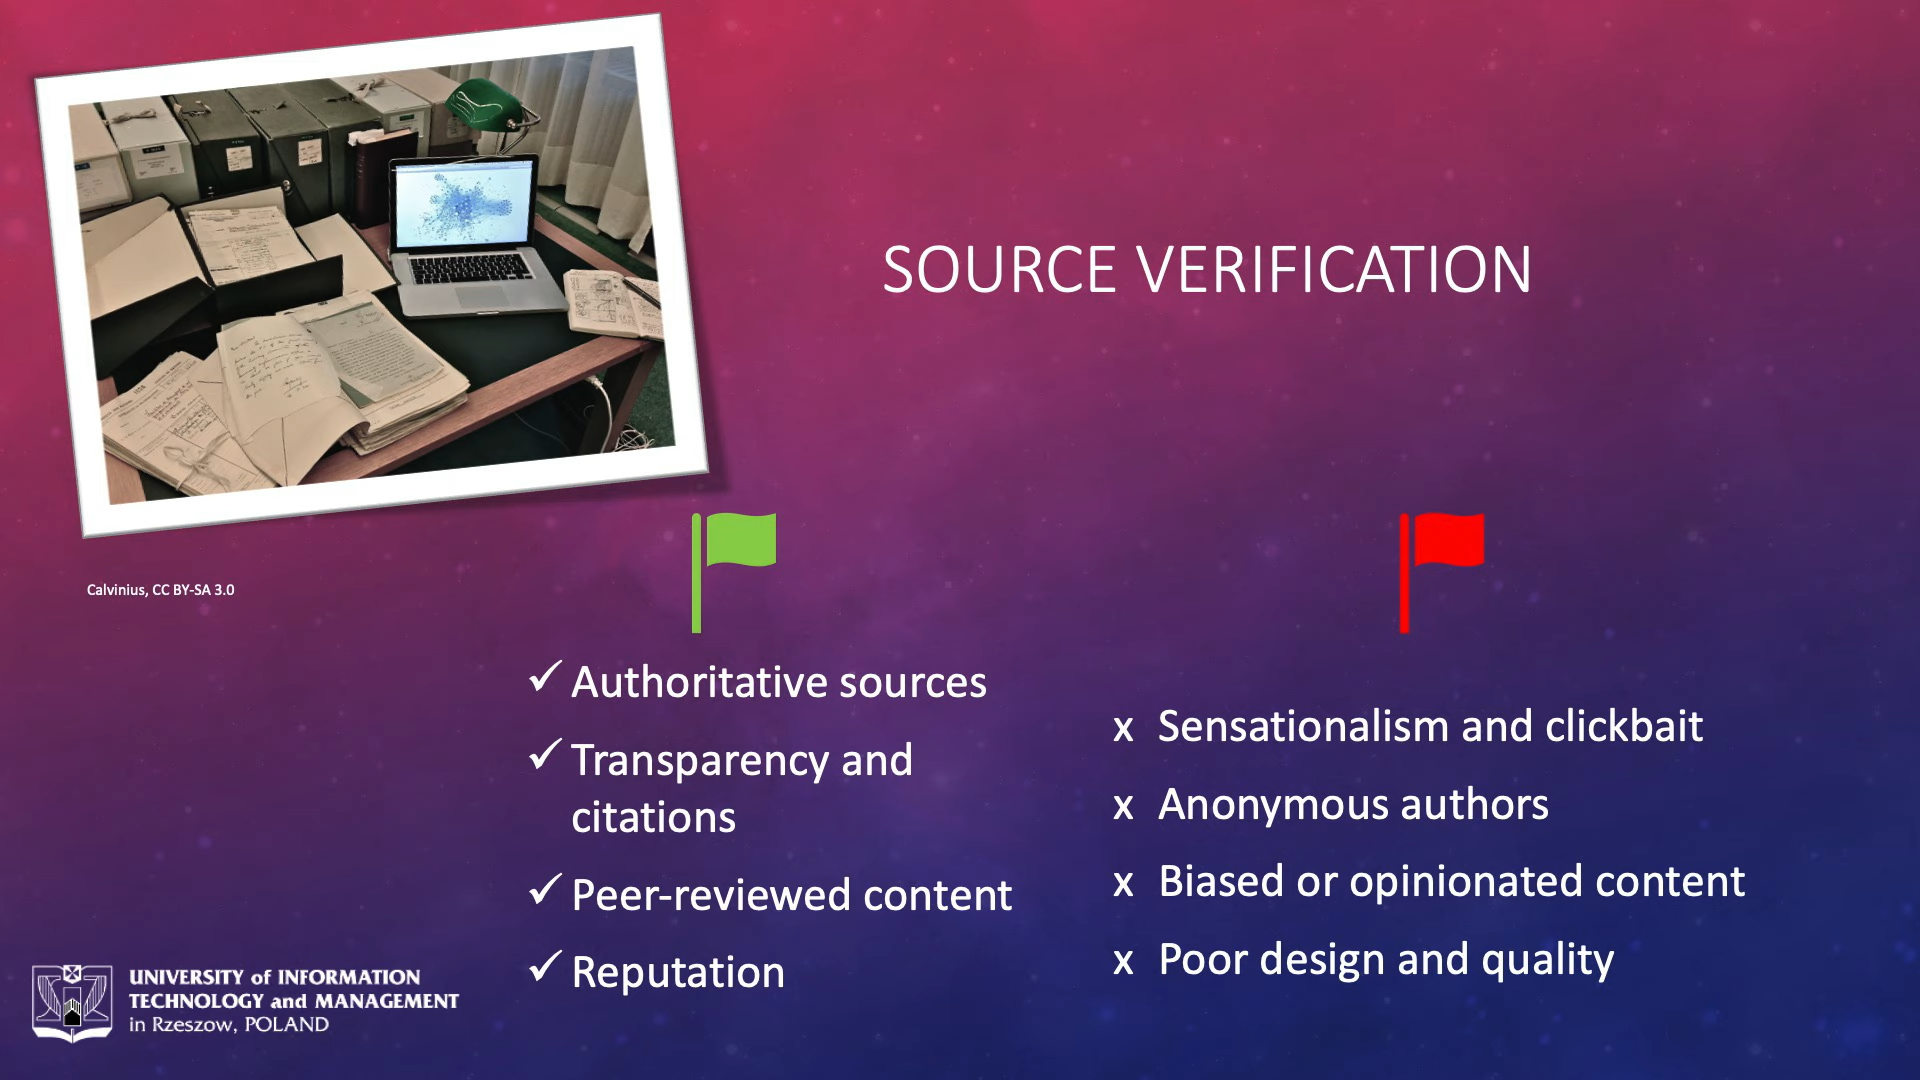 SOURCE VERIFICATION
Calvinius, CC BY-SA 3.0
✓ Authoritative sources
✓ Transparency and
citations
✓ Peer-reviewed content
✓ Reputation
x Sensationalism and clickbait
x Anonymous authors
x Biased or opinionated content
x Poor design and quality
UNIVERSITY of INFORMATION
TECHNOLOGY and MANAGEMENT
in Rzeszow, POLAND